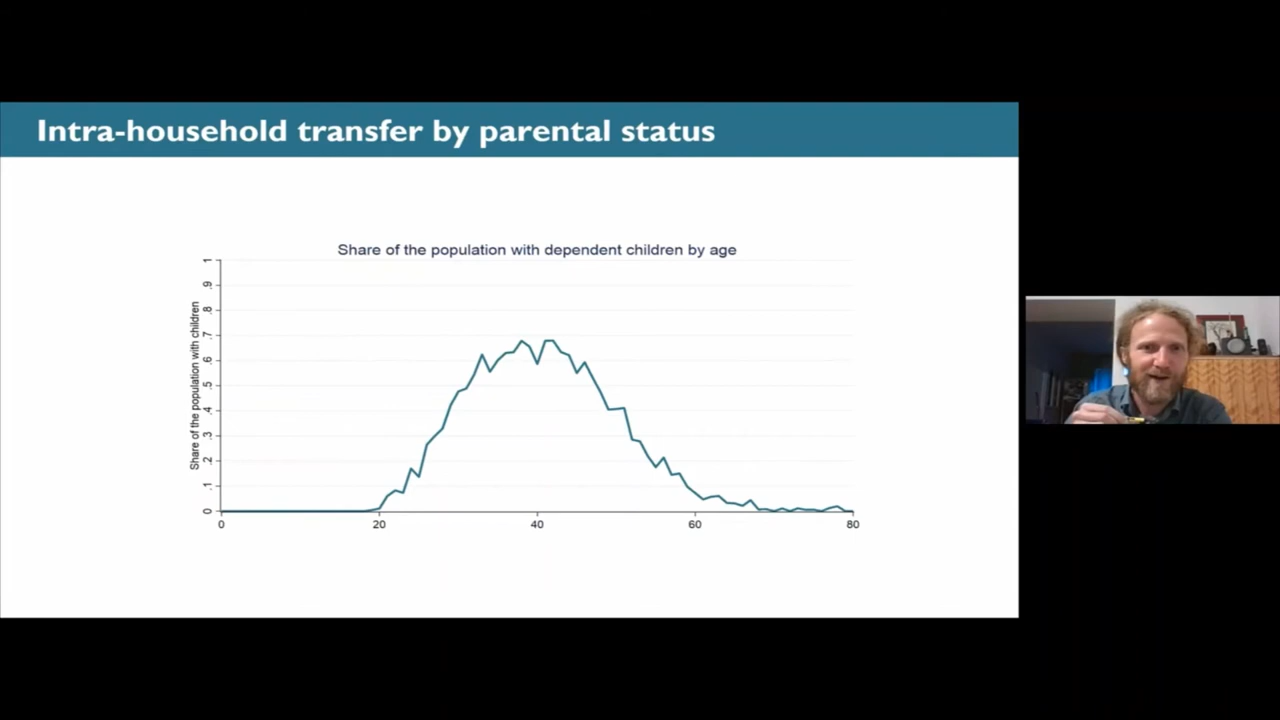 Intra-household transfer by parental status
Share of the population with dependent children by age
Share of the population with children
1
.9
.8
.7
.6
.5
.4
.3
.2
.1
0
0 20 40 60 80